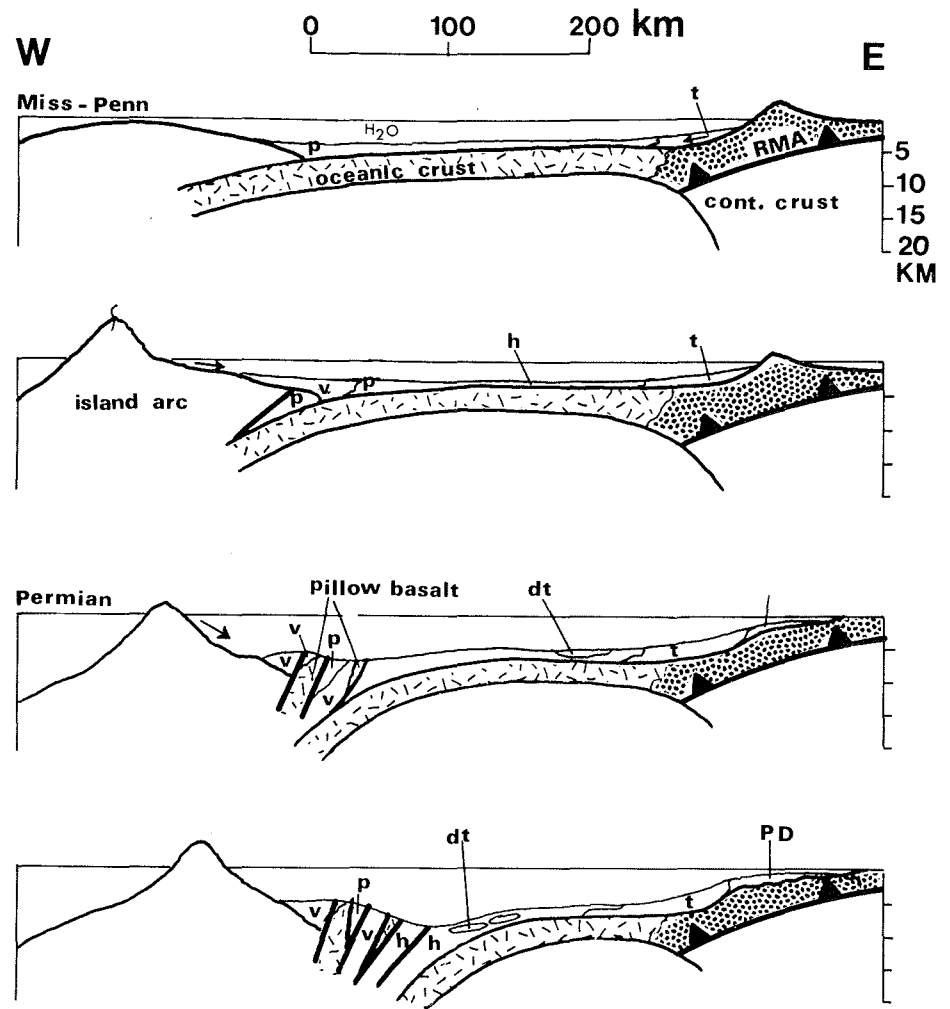 0 100 200 km
W E
Miss-Penn
t
H₂O
p
RMA
oceanic crust
5
10
cont. crust
15
20
KM
h t
p v p
island arc
Permian
pillow basalt dt
v p
v t
v
dt PD
p
v t
v h h